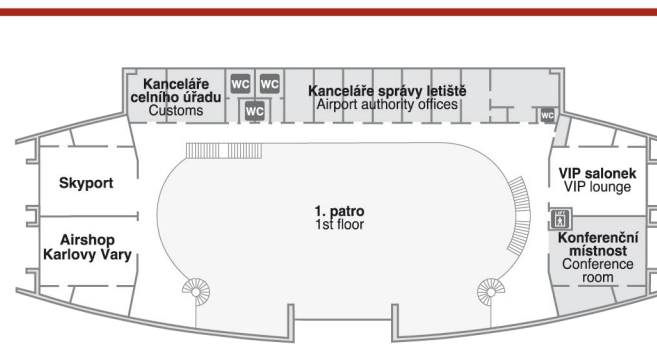 Kanceláře
celního úřadu
Customs
WC
WC
WC
Kanceláře správy letiště
Airport authority offices
WC
Skyport
VIP salonek
VIP lounge
1. patro
1st floor
LIFT
Airshop
Karlovy Vary
Konferenční
místnost
Conference
room